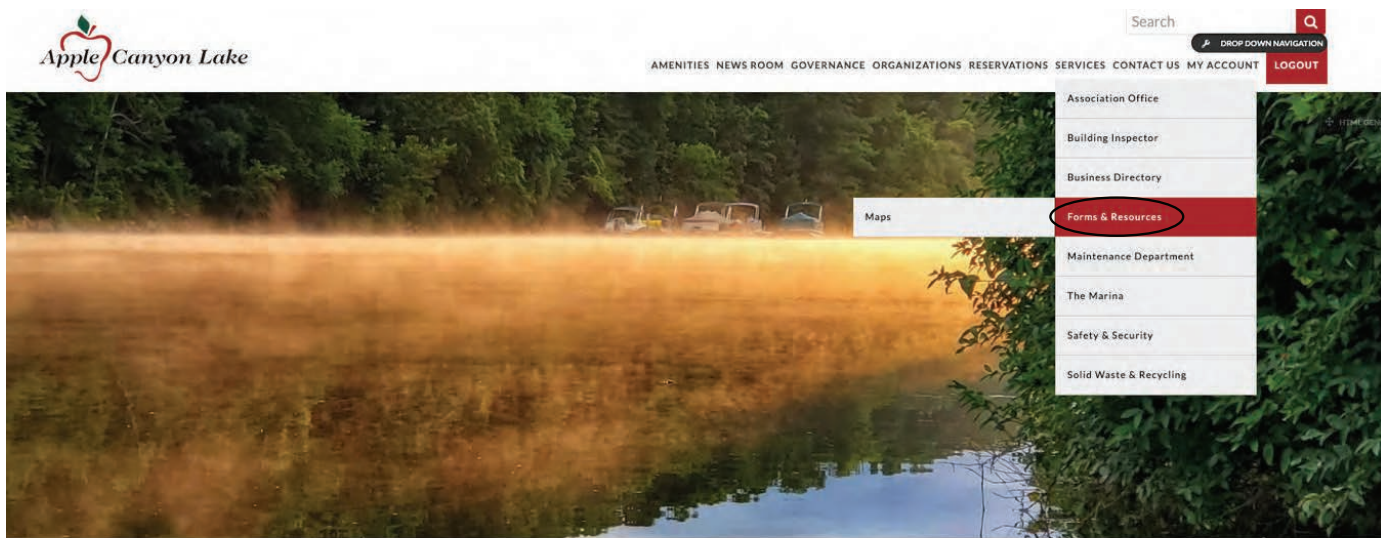 Search
DROP DOWN NAVIGATION
Apple Canyon Lake
AMENITIES NEWS ROOM GOVERNANCE ORGANIZATIONS RESERVATIONS SERVICES CONTACT US MY ACCOUNT LOGOUT
Association Office
Building Inspector
Business Directory
Maps Forms & Resources
Maintenance Department
The Marina
Safety & Security
Solid Waste & Recycling